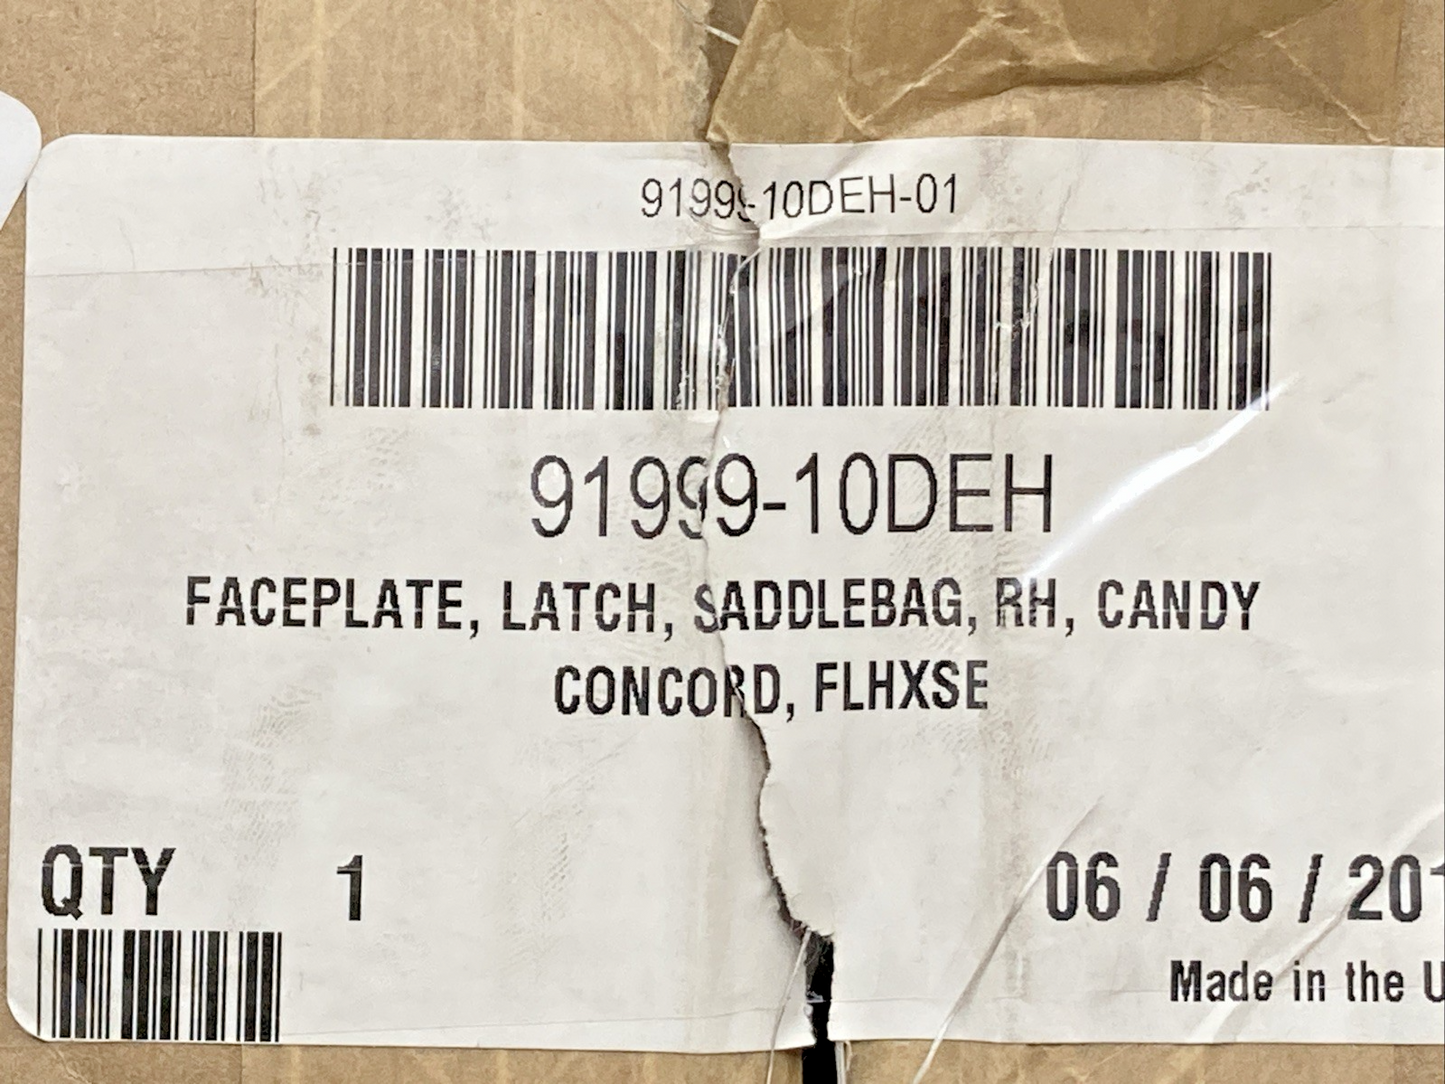 91999-10DEH-01
91999-10DEH
FACEPLATE, LATCH, SADDLEBAG, RH, CANDY
CONCORD, FLHXSE
QTY 1
06 / 06 / 201
Made in the U